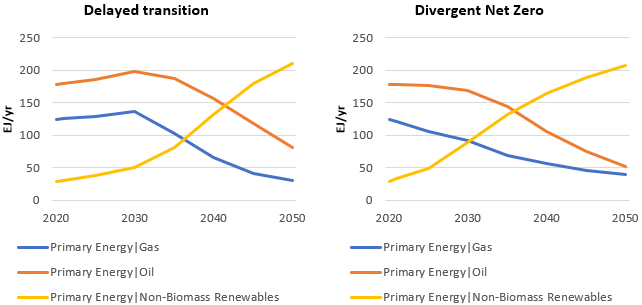 Delayed transition
250
200
150
100
50
0
EJ/yr
2020 2030 2040 2050
Primary Energy|Gas
Primary Energy|Oil
Primary Energy|Non-Biomass Renewables
Divergent Net Zero
250
200
150
100
50
0
EJ/yr
2020 2030 2040 2050
Primary Energy|Gas
Primary Energy|Oil
Primary Energy|Non-Biomass Renewables